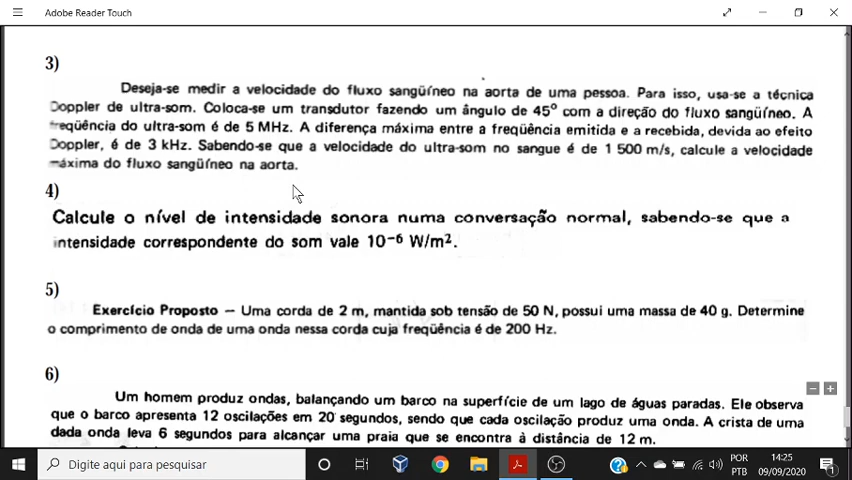 Adobe Reader Touch
3)
Deseja-se medir a velocidade do fluxo sangüíneo na aorta de uma pessoa. Para isso, usa-se a técnica
Doppler de ultra-som. Coloca-se um transdutor fazendo um ângulo de 45° com a direção do fluxo sangüíneo. A
freqüência do ultra-som é de 5 MHz. A diferença máxima entre a freqüência emitida e a recebida, devida ao efeito
Doppler, é de 3 kHz. Sabendo-se que a velocidade do ultra-som no sangue é de 1 500 m/s, calcule a velocidade
máxima do fluxo sangüíneo na aorta.
4)
Calcule o nível de intensidade sonora numa conversação normal, sabendo-se que a
intensidade correspondente do som vale 10⁻⁶ W/m².
5)
Exercício Proposto – Uma corda de 2 m, mantida sob tensão de 50 N, possui uma massa de 40 g. Determine
o comprimento de onda de uma onda nessa corda cuja freqüência é de 200 Hz.
6)
Um homem produz ondas, balançando um barco na superfície de um lago de águas paradas. Ele observa
que o barco apresenta 12 oscilações em 20 segundos, sendo que cada oscilação produz uma onda. A crista de uma
dada onda leva 6 segundos para alcançar uma praia que se encontra à distância de 12 m.
Digite aqui para pesquisar
POR
PTB
14:25
09/09/2020
1